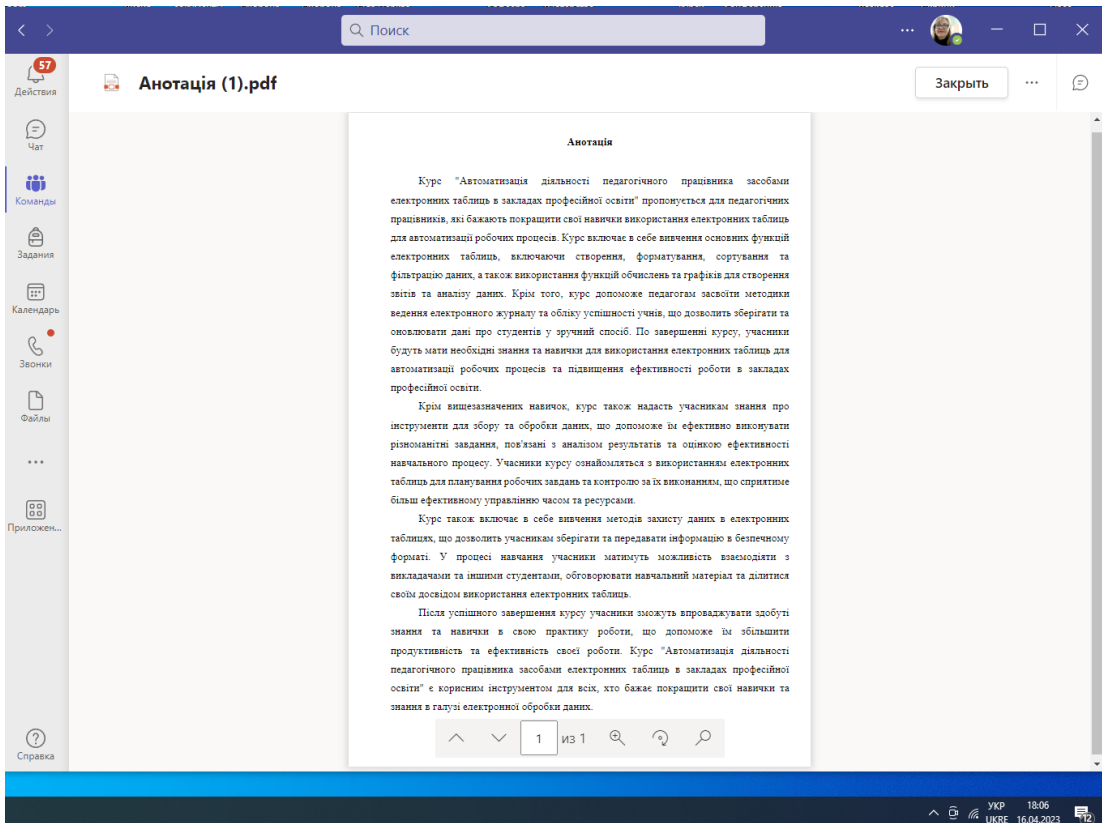 Поиск
57
Действия
Чат
Команды
Задания
Календарь
Звонки
Файлы
Приложен...
Справка
Анотація (1).pdf
Закрыть
Анотація
Курс "Автоматизація діяльності педагогічного працівника засобами
електронних таблиць в закладах професійної освіти" пропонується для педагогічних
працівників, які бажають покращити свої навички використання електронних таблиць
для автоматизації робочих процесів. Курс включає в себе вивчення основних функцій
електронних таблиць, включаючи створення, форматування, сортування та
фільтрацію даних, а також використання функцій обчислень та графіків для створення
звітів та аналізу даних. Крім того, курс допоможе педагогам засвоїти методики
ведення електронного журналу та обліку успішності учнів, що дозволить зберігати та
оновлювати дані про студентів у зручний спосіб. По завершенні курсу, учасники
будуть мати необхідні знання та навички для використання електронних таблиць для
автоматизації робочих процесів та підвищення ефективності роботи в закладах
професійної освіти.
Крім вищезазначених навичок, курс також надасть учасникам знання про
інструменти для збору та обробки даних, що допоможе їм ефективно виконувати
різноманітні завдання, пов'язані з аналізом результатів та оцінкою ефективності
навчального процесу. Учасники курсу ознайомляться з використанням електронних
таблиць для планування робочих завдань та контролю за їх виконанням, що сприятиме
більш ефективному управлінню часом та ресурсами.
Курс також включає в себе вивчення методів захисту даних в електронних
таблицях, що дозволить учасникам зберігати та передавати інформацію в безпечному
форматі. У процесі навчання учасники матимуть можливість взаємодіяти з
викладачами та іншими студентами, обговорювати навчальний матеріал та ділитися
своїм досвідом використання електронних таблиць.
Після успішного завершення курсу учасники зможуть впроваджувати здобуті
знання та навички в свою практику роботи, що допоможе їм збільшити
продуктивність та ефективність своєї роботи. Курс "Автоматизація діяльності
педагогічного працівника засобами електронних таблиць в закладах професійної
освіти" є корисним інструментом для всіх, хто бажає покращити свої навички та
знання в галузі електронної обробки даних.
1 из 1
УКР 18:06
UKRE 16.04.2023
12